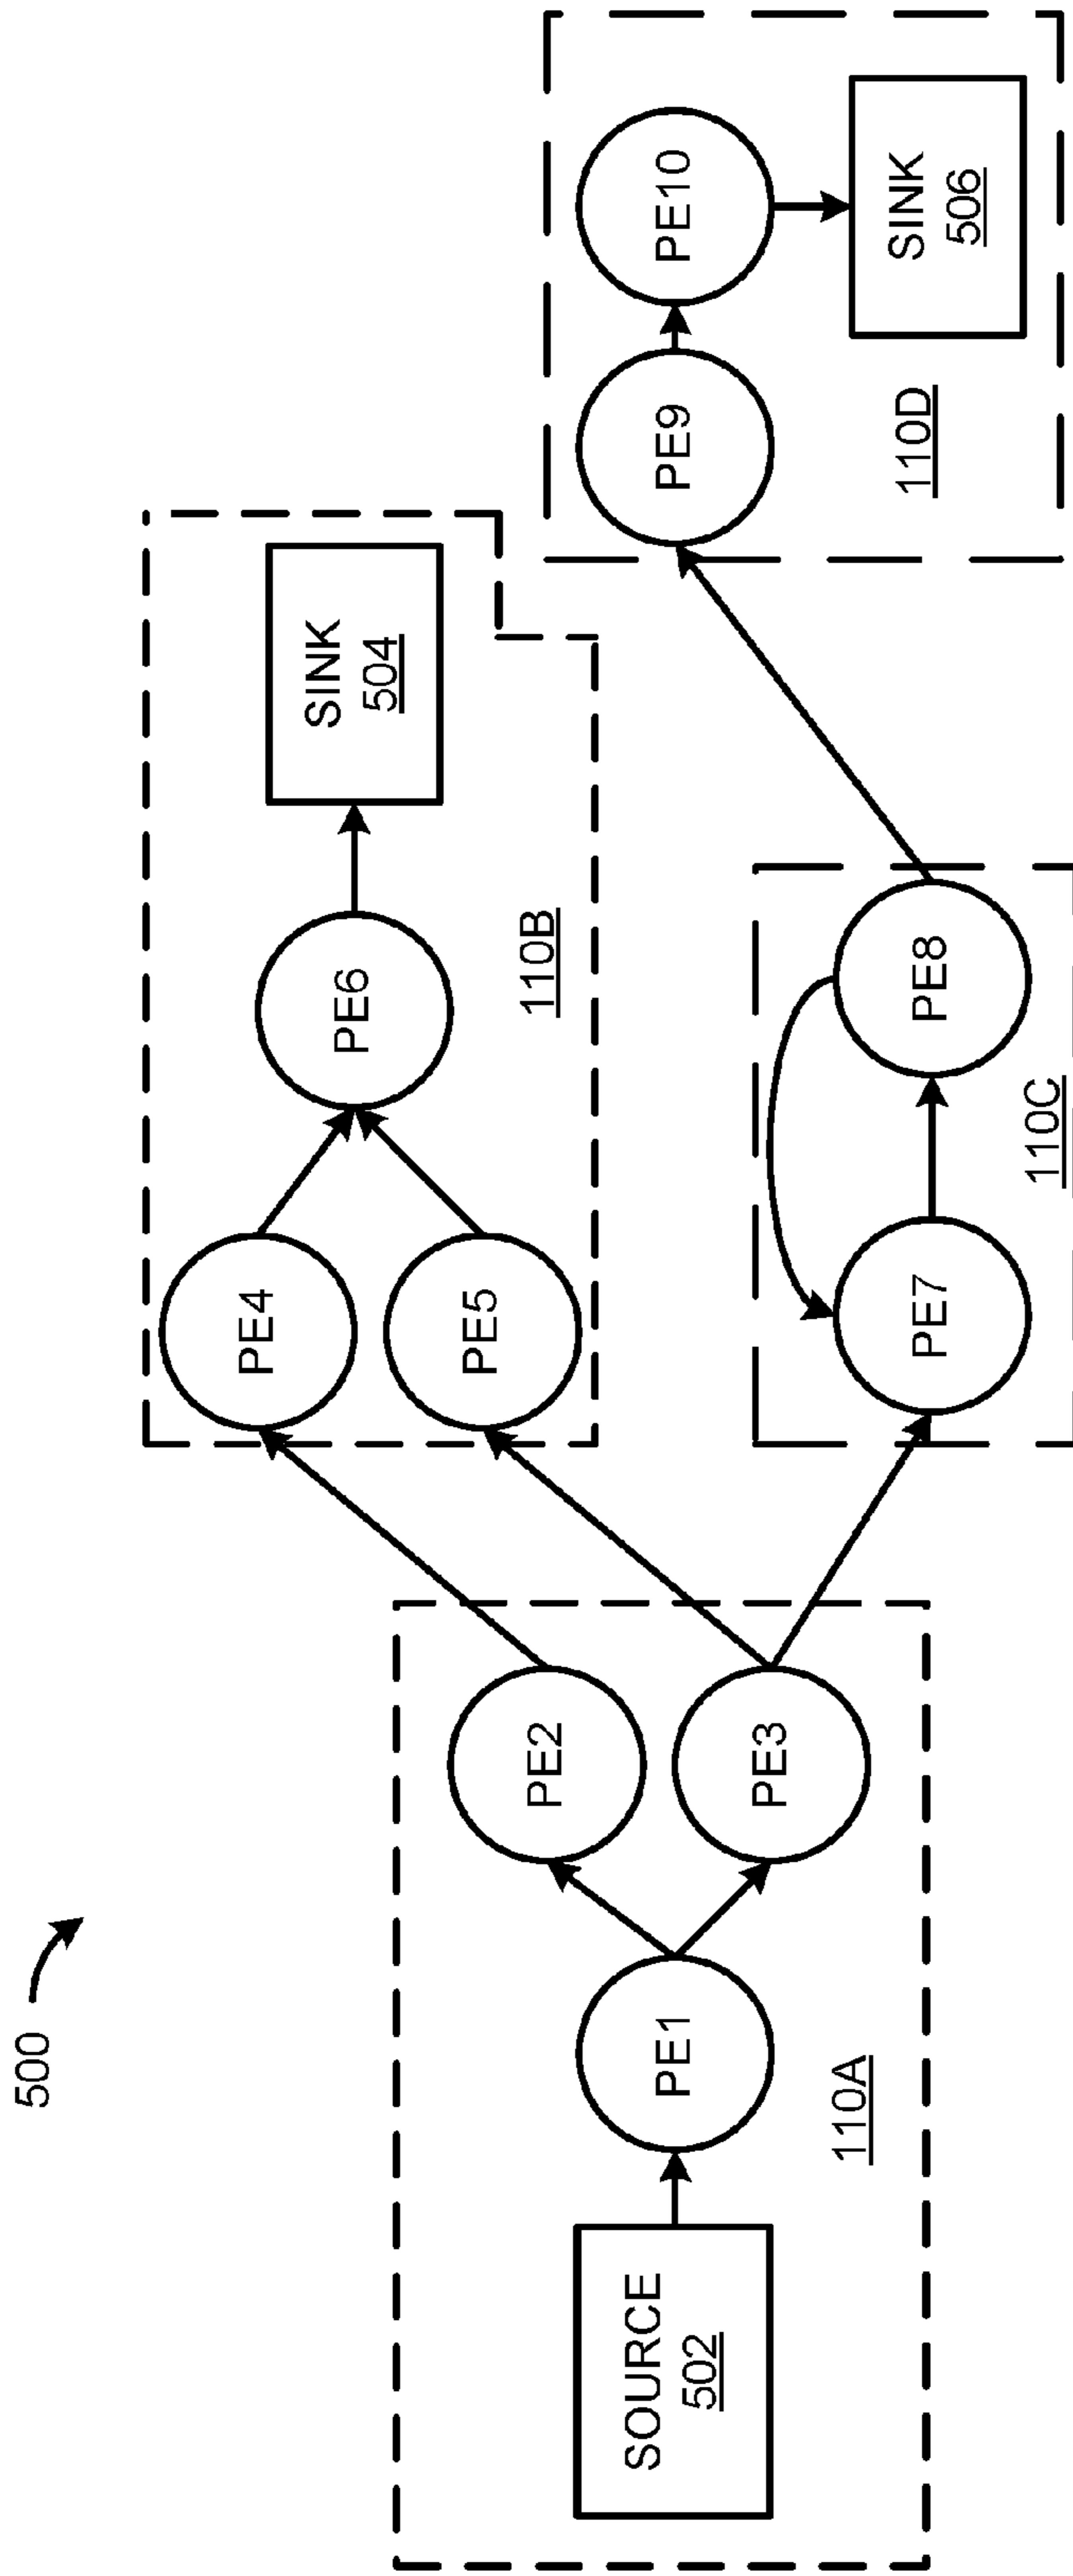 500
SOURCE
502
PE1
110A
PE2
PE3
PE4
PE5
PE6
110B
SINK
504
PE7
PE8
110C
PE9
PE10
110D
SINK
506